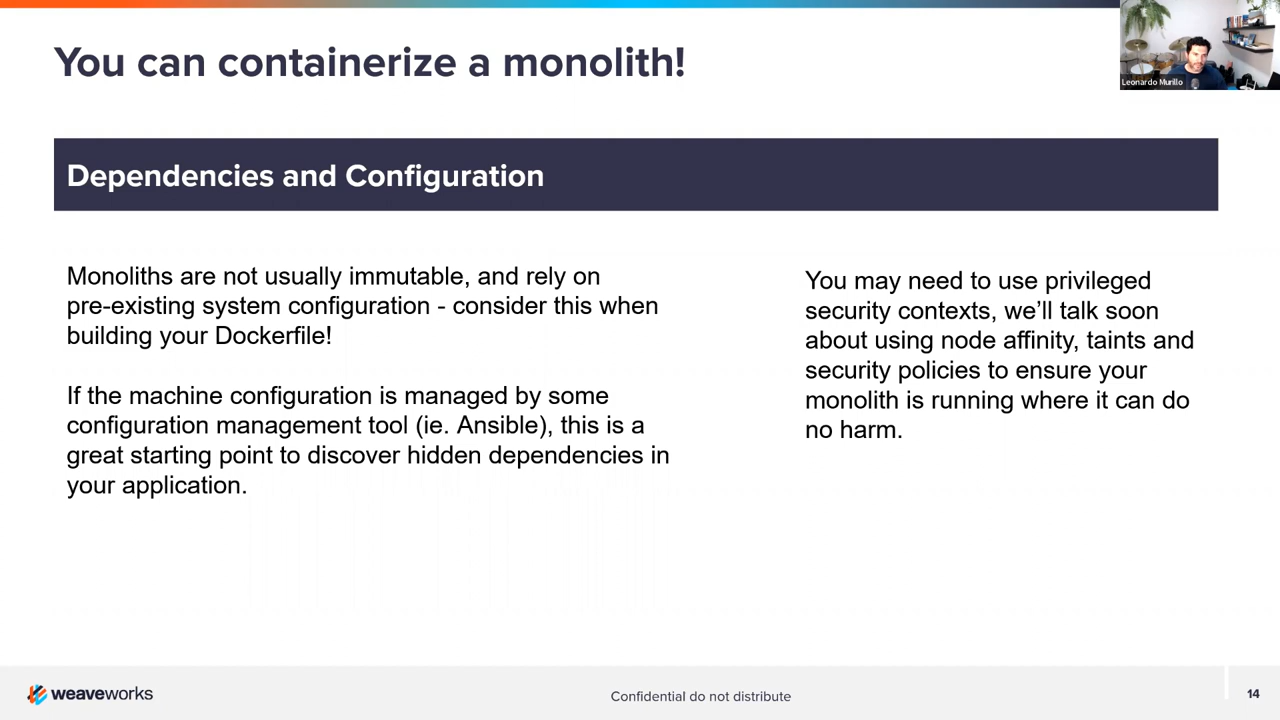 You can containerize a monolith!
Leonardo Murillo
Dependencies and Configuration
Monoliths are not usually immutable, and rely on
pre-existing system configuration - consider this when
building your Dockerfile!
If the machine configuration is managed by some
configuration management tool (ie. Ansible), this is a
great starting point to discover hidden dependencies in
your application.
You may need to use privileged
security contexts, we’ll talk soon
about using node affinity, taints and
security policies to ensure your
monolith is running where it can do
no harm.
weaveworks
Confidential do not distribute
14